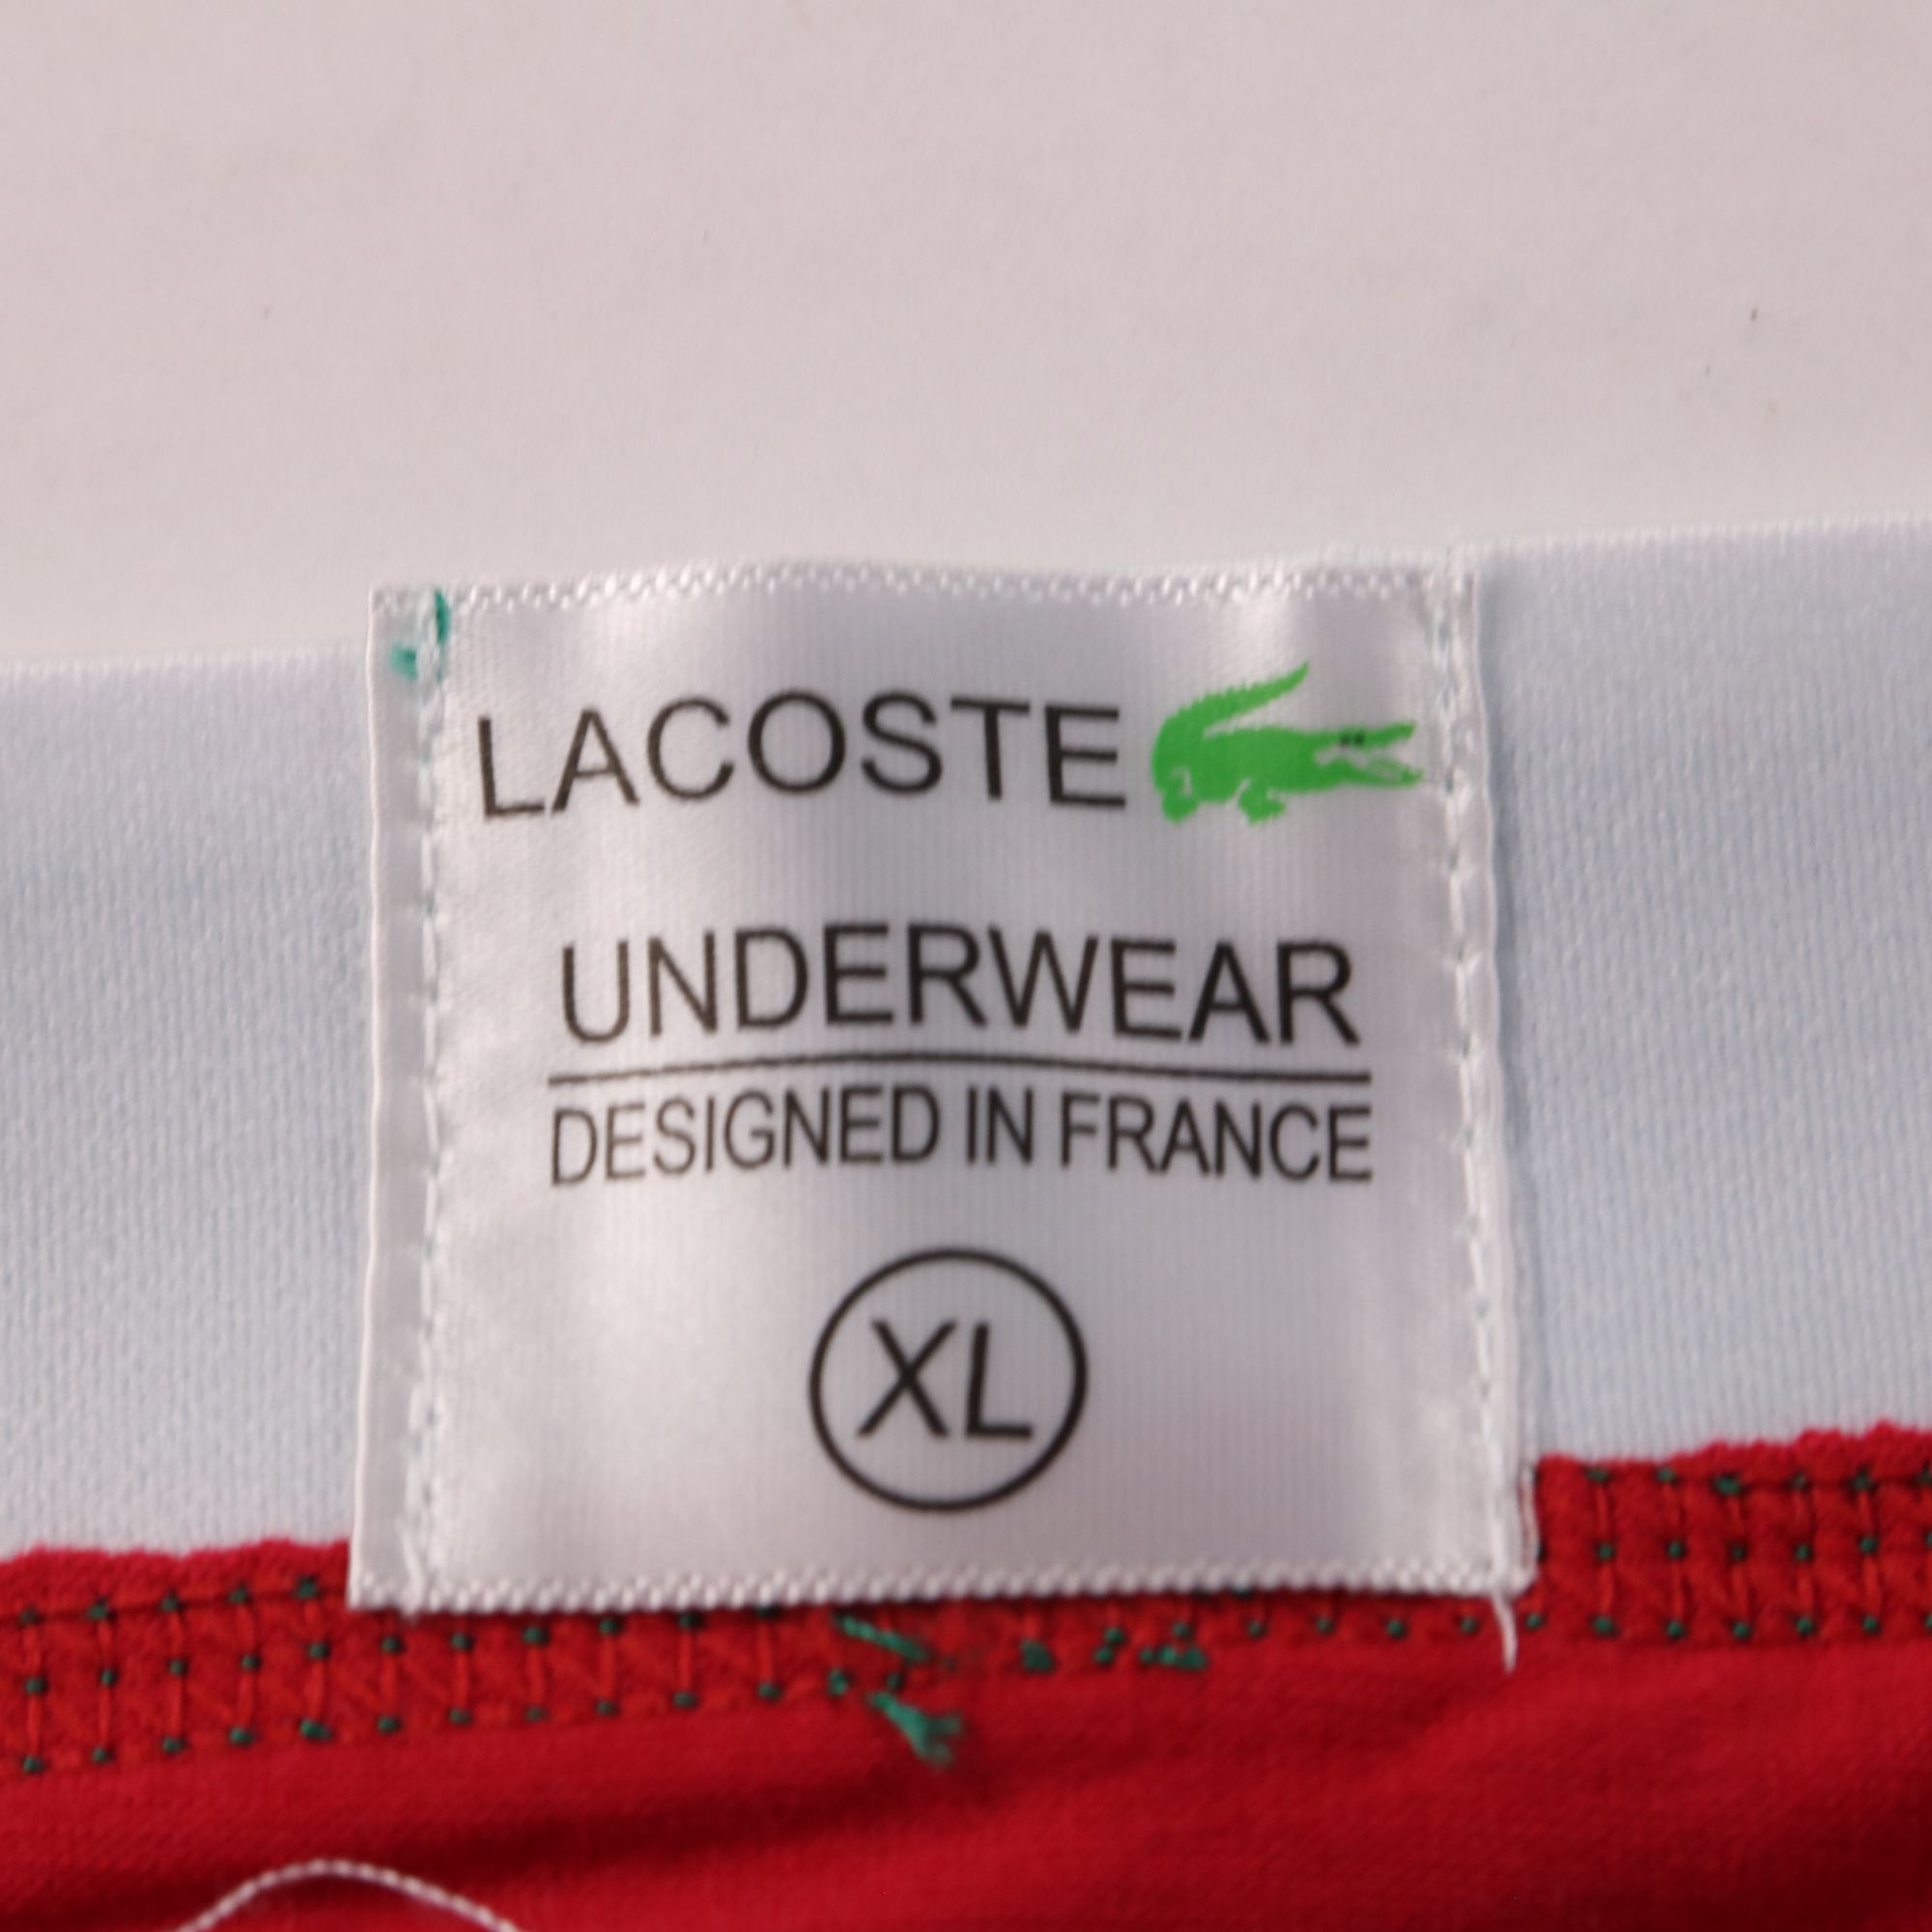 LACOSTE
UNDERWEAR
DESIGNED IN FRANCE
XL